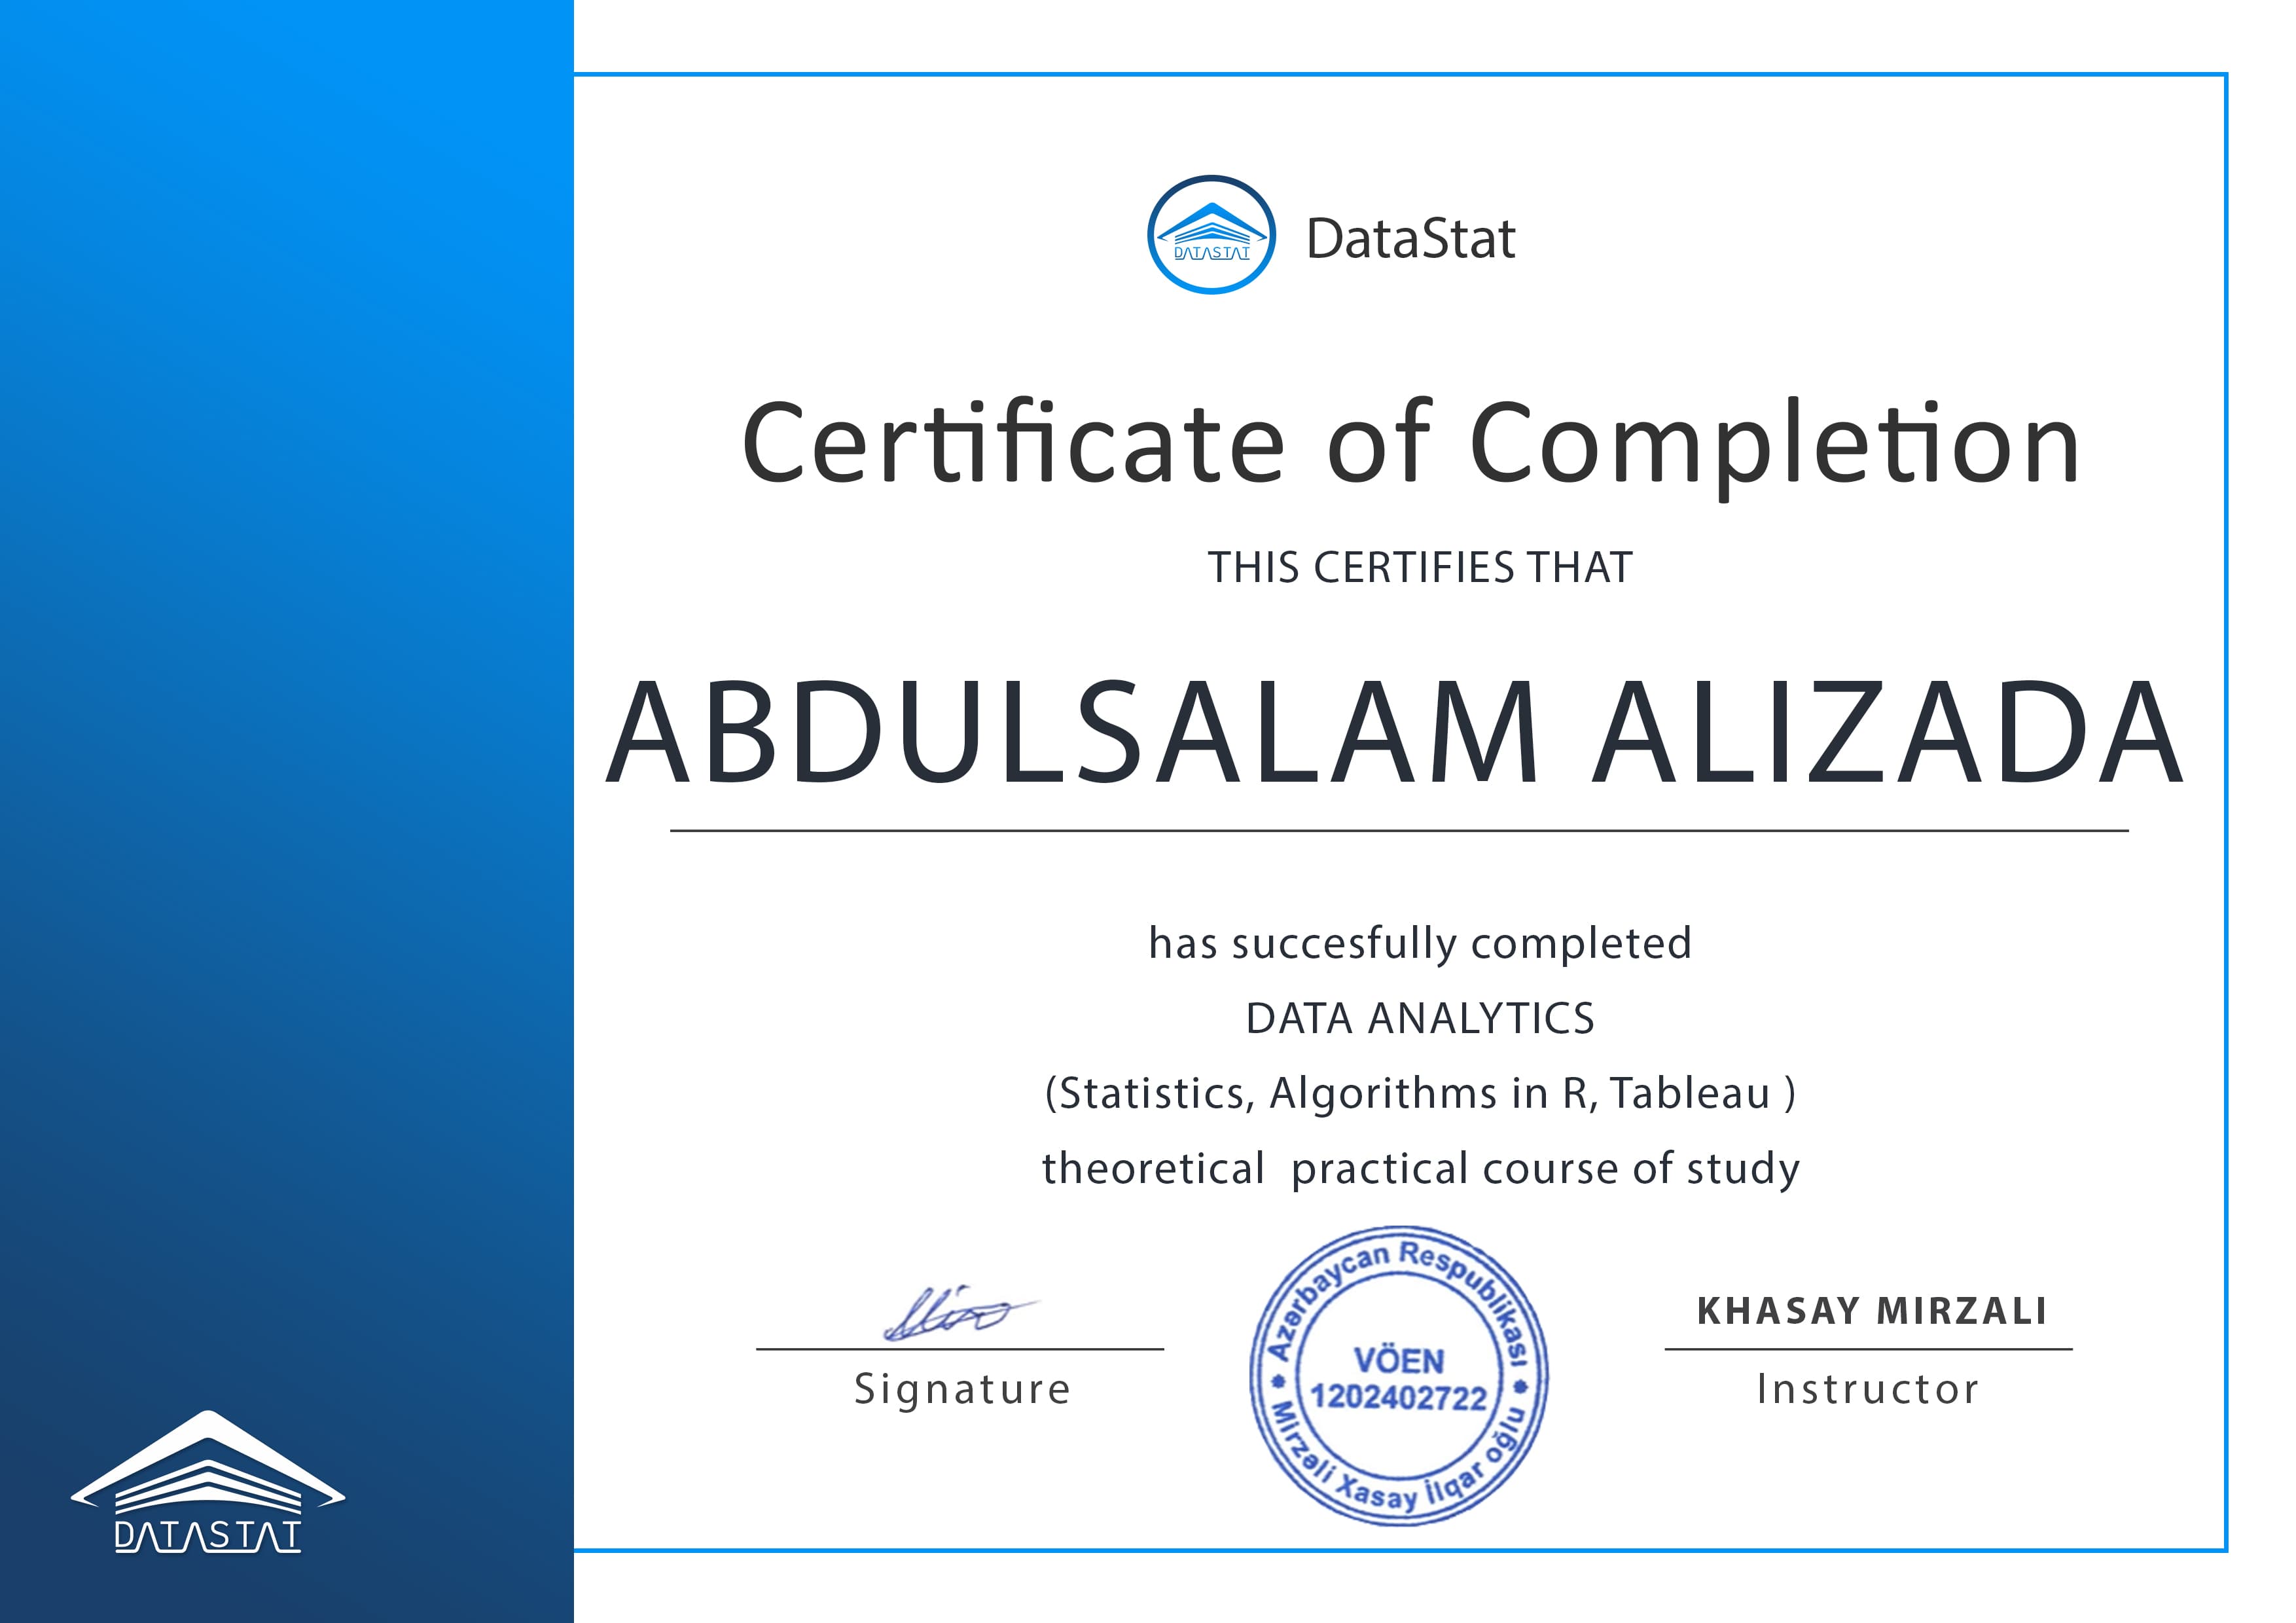 DATASTAT
DataStat
Certificate of Completion
THIS CERTIFIES THAT
ABDULSALAM ALIZADA
has succesfully completed
DATA ANALYTICS
(Statistics, Algorithms in R, Tableau )
theoretical  practical course of study
Signature
Azərbaycan Respublikası
VÖEN
1202402722
Mirzəli Xasay İlqar oğlu
KHASAY MIRZALI
Instructor
DATASTAT